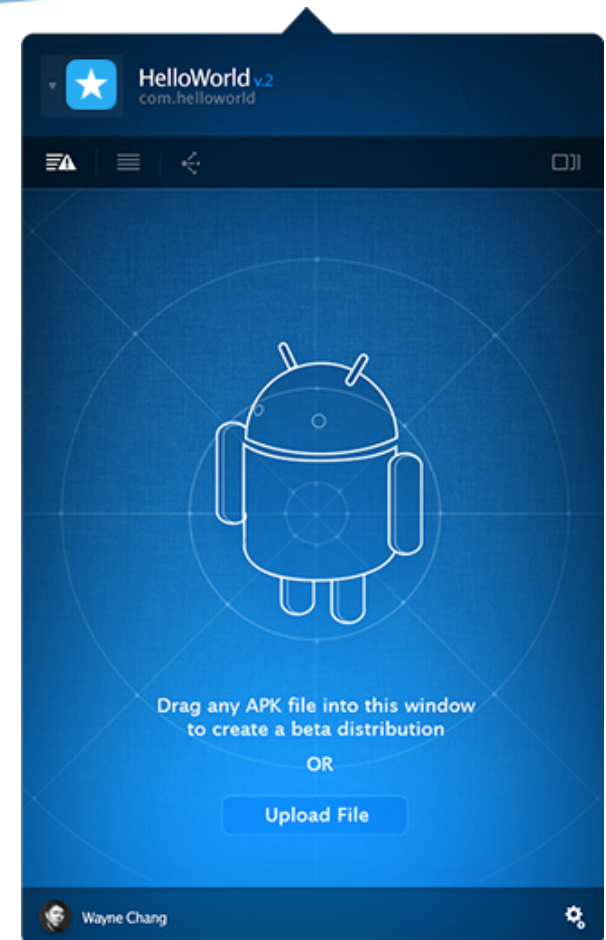 HelloWorld v.2
com.helloworld
Drag any APK file into this window
to create a beta distribution
OR
Upload File
Wayne Chang